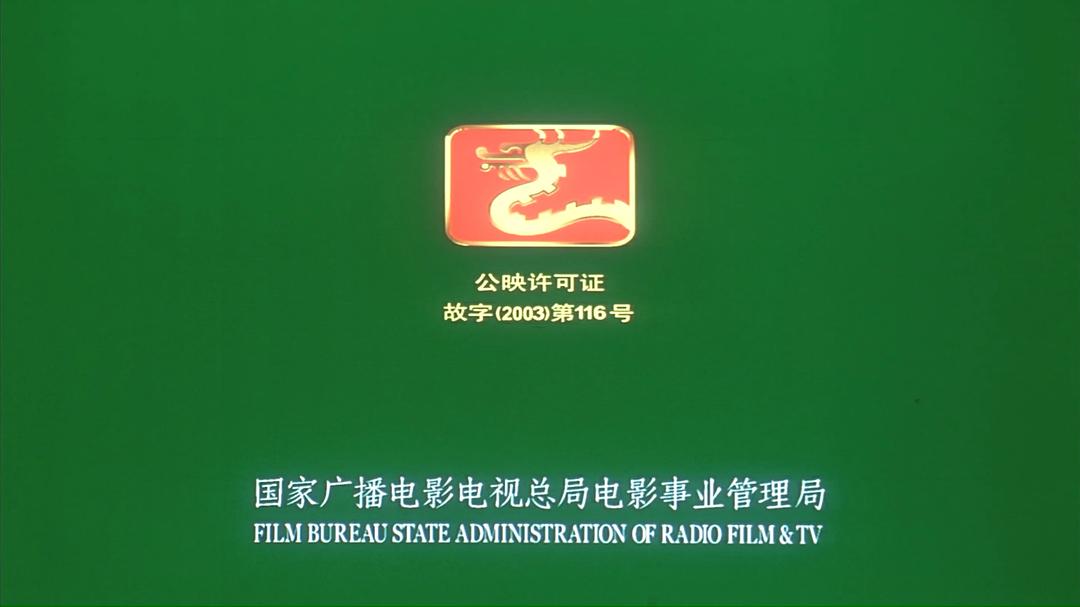 公映许可证
故字(2003)第116号
国家广播电影电视总局电影事业管理局
FILM BUREAU STATE ADMINISTRATION OF RADIO FILM & TV